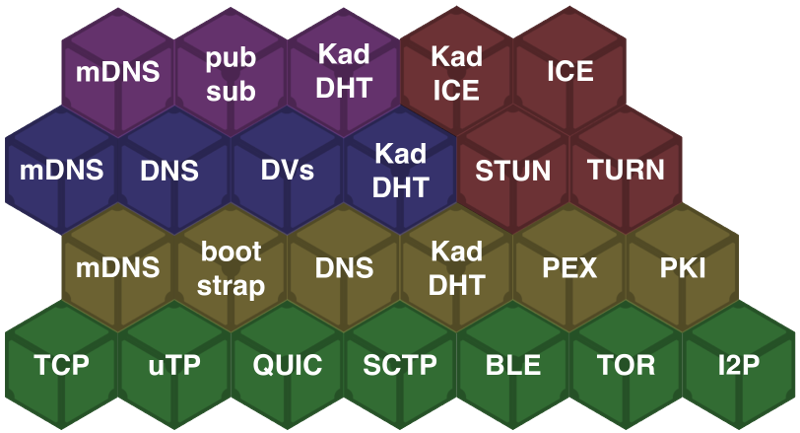 mDNS pub sub Kad DHT Kad ICE ICE
mDNS DNS DVs Kad DHT STUN TURN
mDNS boot strap DNS Kad DHT PEX PKI
TCP uTP QUIC SCTP BLE TOR I2P